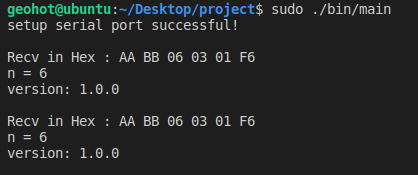 geohot@ubuntu:~/Desktop/project$ sudo ./bin/main
setup serial port successful!
Recv in Hex : AA BB 06 03 01 F6
n = 6
version: 1.0.0
Recv in Hex : AA BB 06 03 01 F6
n = 6
version: 1.0.0